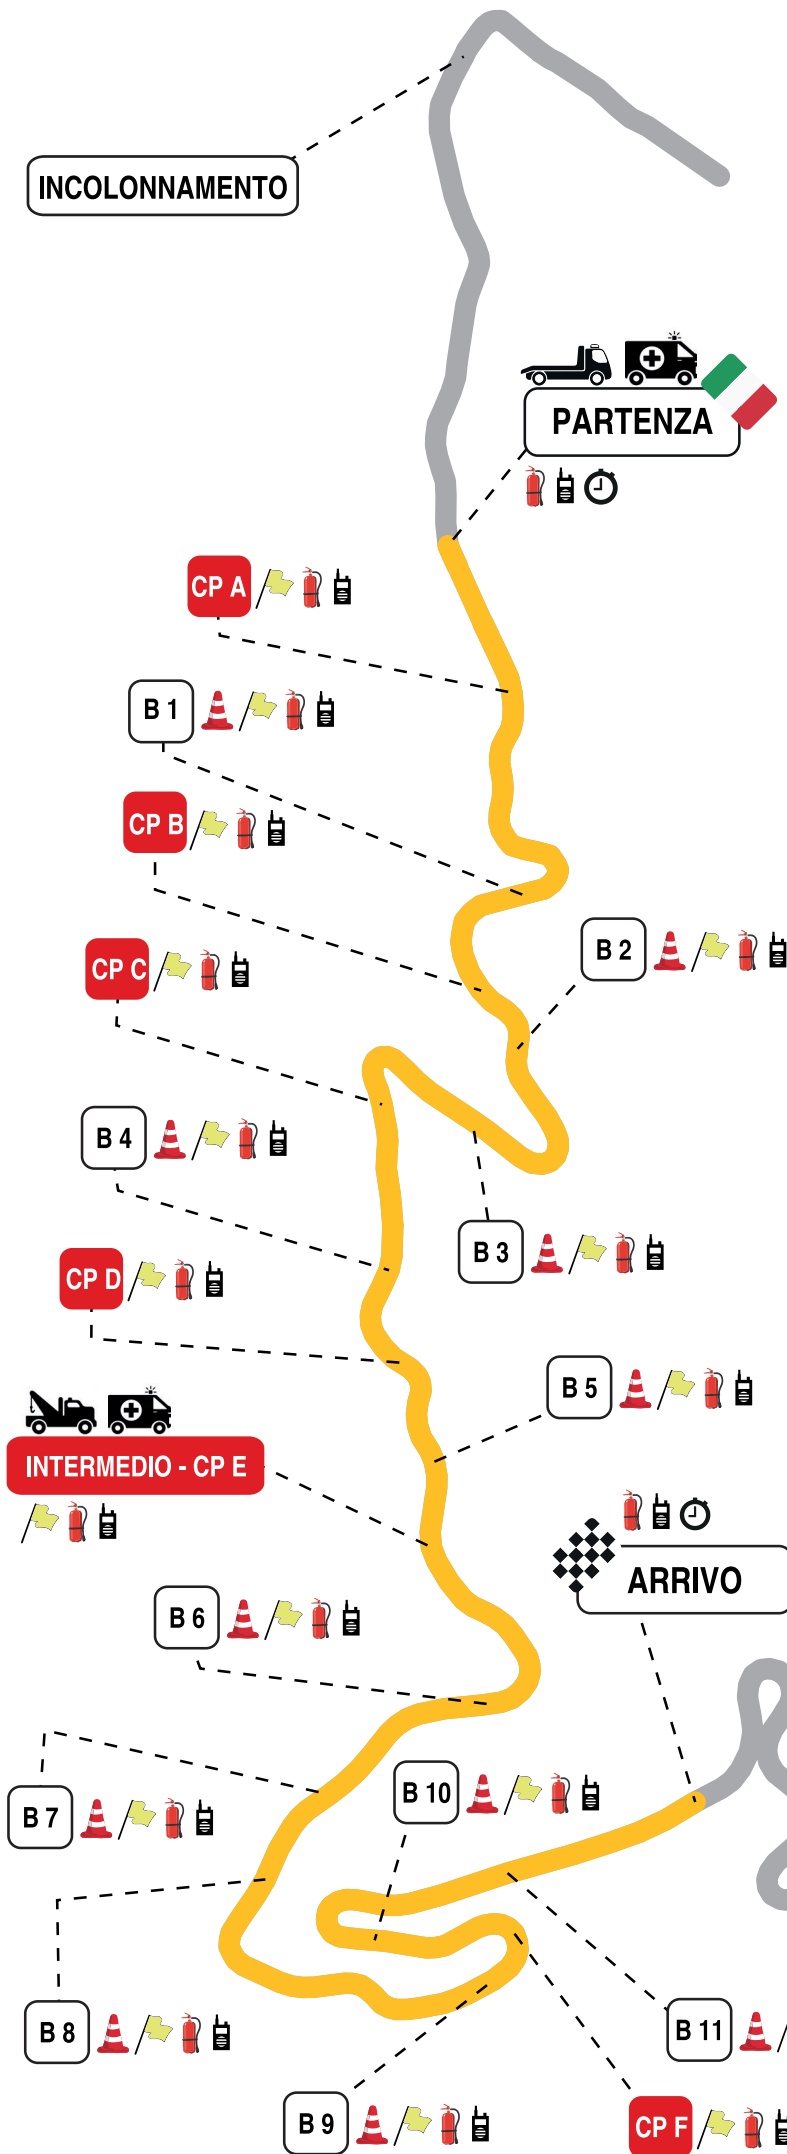 INCOLONNAMENTO
PARTENZA
CP A
B 1
CP B
B 2
CP C
B 4
B 3
CP D
B 5
INTERMEDIO - CP E
ARRIVO
B 6
B 10
B 7
B 11
B 8
B 9
CP F